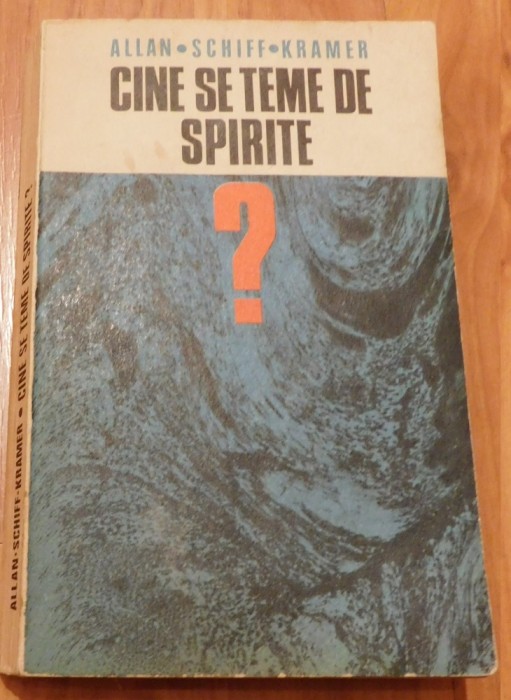 ALLAN•SCHIFF•KRAMER
CINE SE TEME DE
SPIRITE
?
ALLAN•SCHIFF•KRAMER • CINE SE TEME DE SPIRITE ?